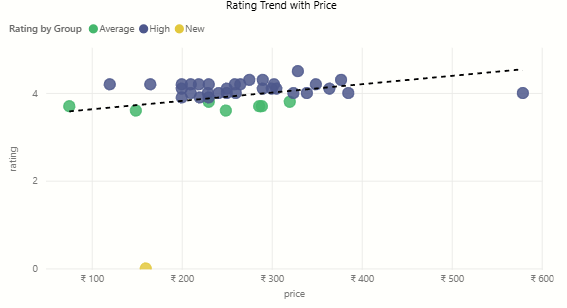 Rating Trend with Price
Rating by Group Average High New
4
2
0
rating
₹ 100 ₹ 200 ₹ 300 ₹ 400 ₹ 500 ₹ 600
price